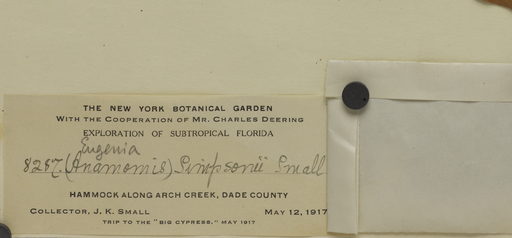 THE NEW YORK BOTANICAL GARDEN
WITH THE COOPERATION OF MR. CHARLES DEERING
EXPLORATION OF SUBTROPICAL FLORIDA
Eugenia
8287. (Anamomis) Simpsonii Small
HAMMOCK ALONG ARCH CREEK, DADE COUNTY
COLLECTOR, J. K. SMALL MAY 12, 1917
TRIP TO THE "BIG CYPRESS," MAY 1917